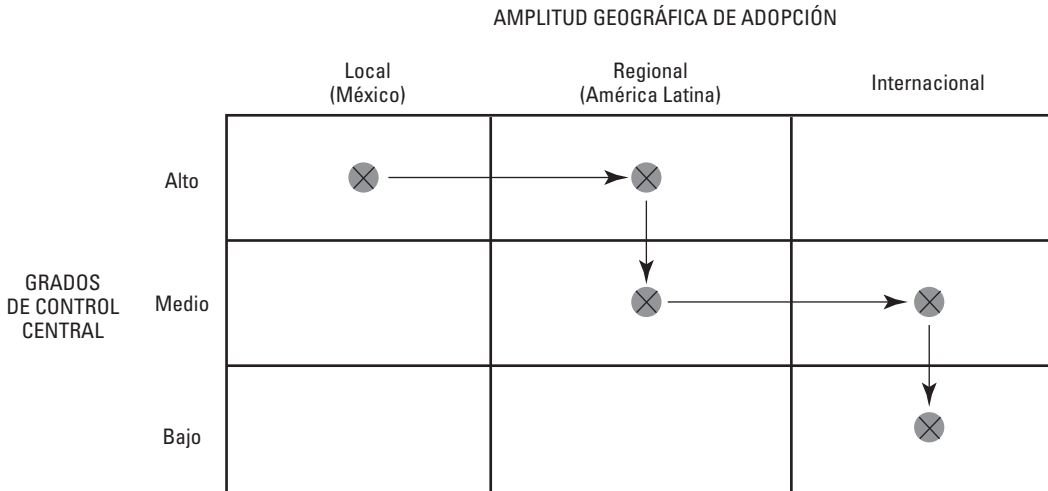 AMPLITUD GEOGRÁFICA DE ADOPCIÓN
Local
(México)
Regional
(América Latina)
Internacional
Alto
GRADOS
DE CONTROL
CENTRAL
Medio
Bajo